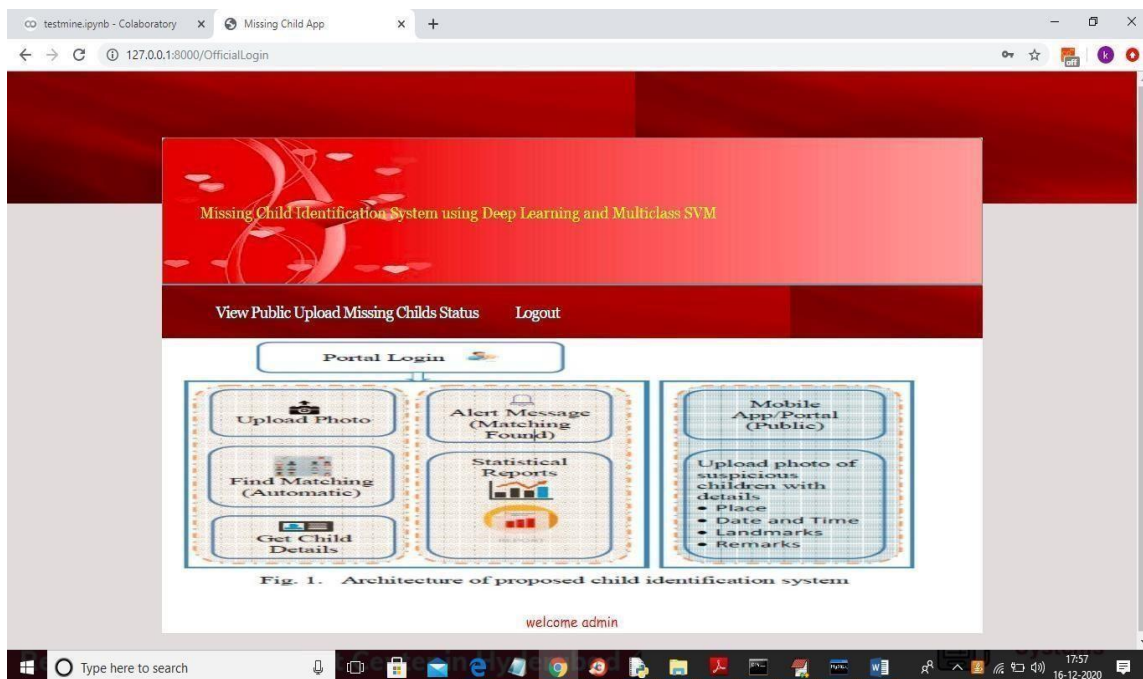 testmine.ipynb - Colaboratory
Missing Child App
127.0.0.1:8000/OfficialLogin
off
k
Missing Child Identification System using Deep Learning and Multiclass SVM
View Public Upload Missing Childs Status
Logout
Portal Login
Upload Photo
Find Matching
(Automatic)
Get Child
Details
Alert Message
(Matching
Found)
Statistical
Reports
Mobile
App/Portal
(Public)
Upload photo of
suspicious
children with
details
• Place
• Date and Time
• Landmarks
• Remarks
Fig. 1. Architecture of proposed child identification system
welcome admin
Type here to search
17:57
16-12-2020